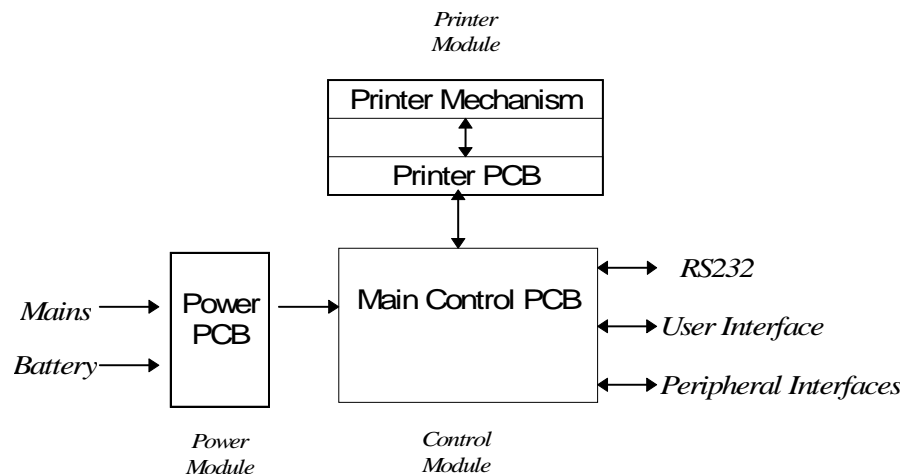 Printer
Module
Printer Mechanism
Printer PCB
Main Control PCB
RS232
User Interface
Peripheral Interfaces
Power
PCB
Mains
Battery
Power
Module
Control
Module